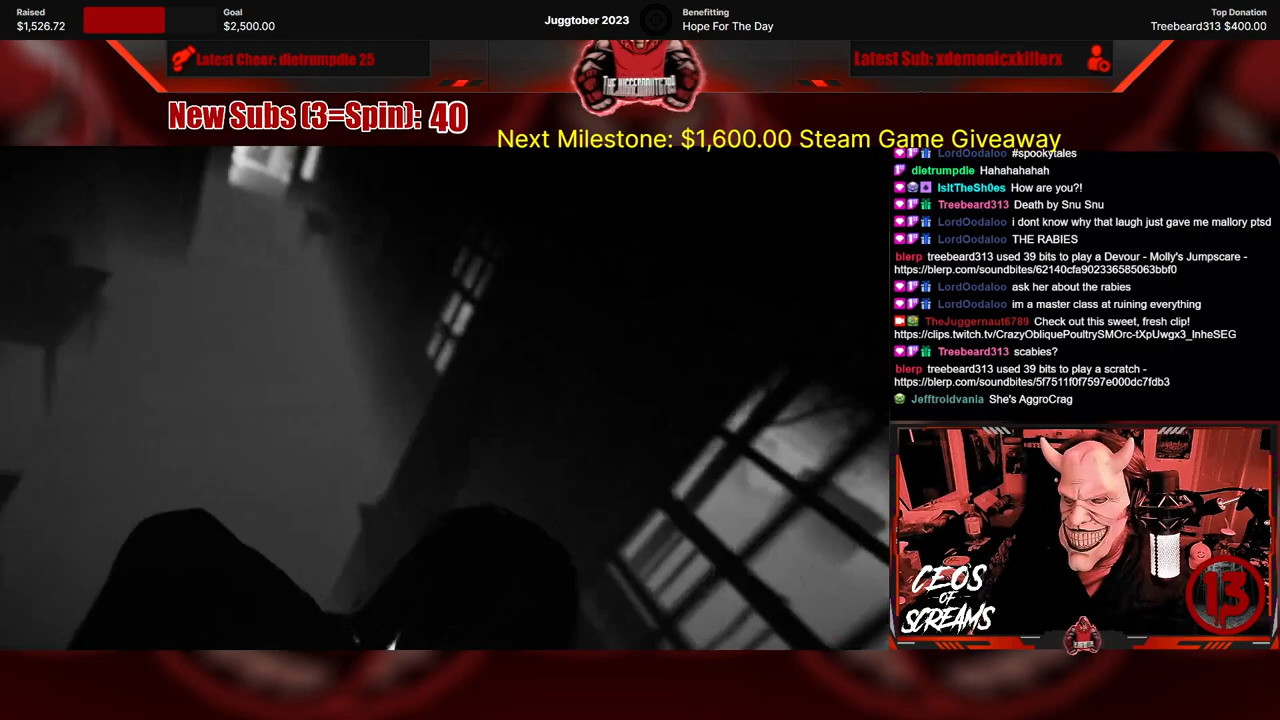 Raised
$1,526.72
Goal
$2,500.00
Juggtober 2023
Benefitting
Hope For The Day
Top Donation
Treebeard313 $400.00
Latest Cheer: dietrumpdie 25
THEJUGGERNAUT6789
Latest Sub: xdemonicxkillerx
New Subs (3=Spin): 40
Next Milestone: $1,600.00 Steam Game Giveaway
LordOodaloo #spookytales
dietrumpdie Hahahahahah
IsItTheSh0es How are you?!
Treebeard313 Death by Snu Snu
LordOodaloo i dont know why that laugh just gave me mallory ptsd
LordOodaloo THE RABIES
blerp treebeard313 used 39 bits to play a Devour - Molly's Jumpscare -
https://blerp.com/soundbites/62140cfa902336585063bbf0
LordOodaloo ask her about the rabies
LordOodaloo im a master class at ruining everything
TheJuggernaut6789 Check out this sweet, fresh clip!
https://clips.twitch.tv/CrazyObliquePoultrySMOrc-tXpUwgx3_InheSEG
Treebeard313 scabies?
blerp treebeard313 used 39 bits to play a scratch -
https://blerp.com/soundbites/5f7511f0f7597e000dc7fdb3
Jefftroldvania She's AggroCrag
CEOS
OF
SCREAMS
13